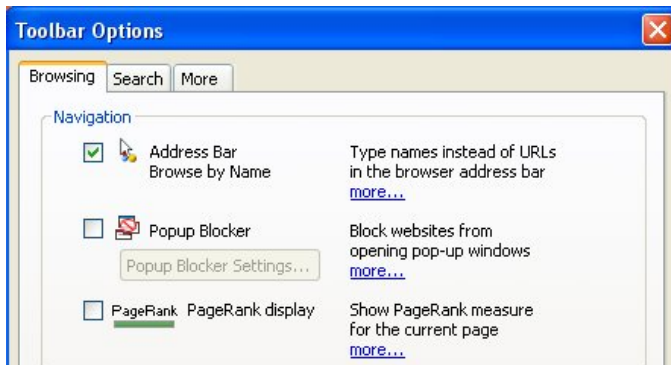 Toolbar Options
Browsing Search More
Navigation
Address Bar
Browse by Name
Type names instead of URLs
in the browser address bar
more...
Popup Blocker
Popup Blocker Settings...
Block websites from
opening pop-up windows
more...
PageRank PageRank display
Show PageRank measure
for the current page
more...